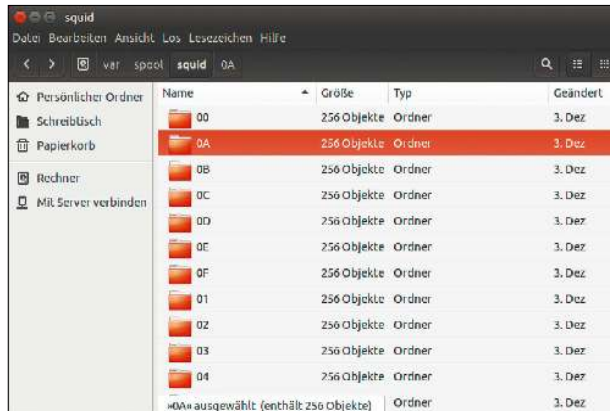 squid
Datei Bearbeiten Ansicht Los Lesezeichen Hilfe
var spool squid 0A
Persönlicher Ordner
Schreibtisch
Papierkorb
Rechner
Mit Server verbinden
Name Größe Typ Geändert
00 256 Objekte Ordner 3. Dez
0A 256 Objekte Ordner 3. Dez
0B 256 Objekte Ordner 3. Dez
0C 256 Objekte Ordner 3. Dez
0D 256 Objekte Ordner 3. Dez
0E 256 Objekte Ordner 3. Dez
0F 256 Objekte Ordner 3. Dez
01 256 Objekte Ordner 3. Dez
02 256 Objekte Ordner 3. Dez
03 256 Objekte Ordner 3. Dez
04 256 Objekte Ordner 3. Dez
»0A« ausgewählt (enthält 256 Objekte) Ordner 3. Dez